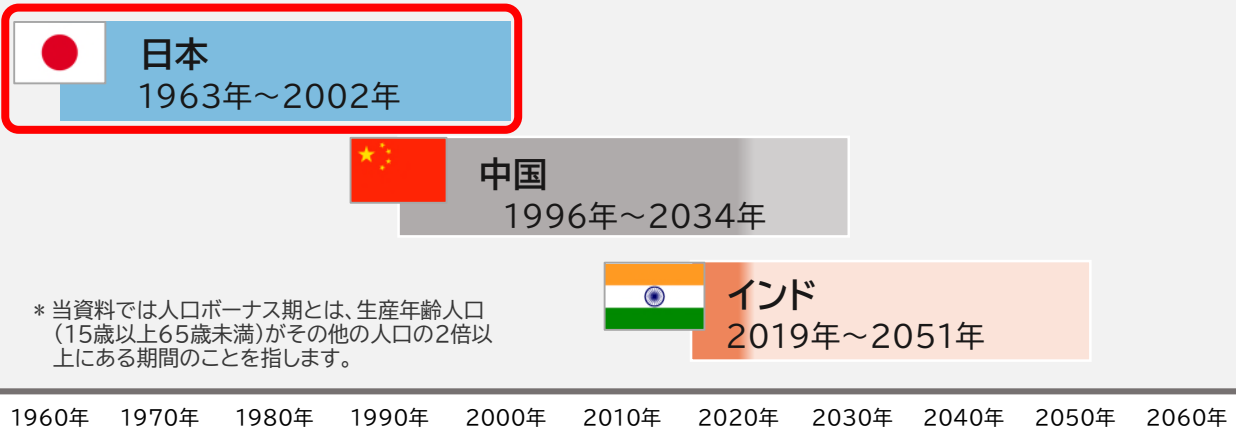 日本
1963年～2002年
中国
1996年～2034年
インド
2019年～2051年
* 当資料では人口ボーナス期とは、生産年齢人口
（15歳以上65歳未満）がその他の人口の2倍以
上にある期間のことを指します。
1960年 1970年 1980年 1990年 2000年 2010年 2020年 2030年 2040年 2050年 2060年